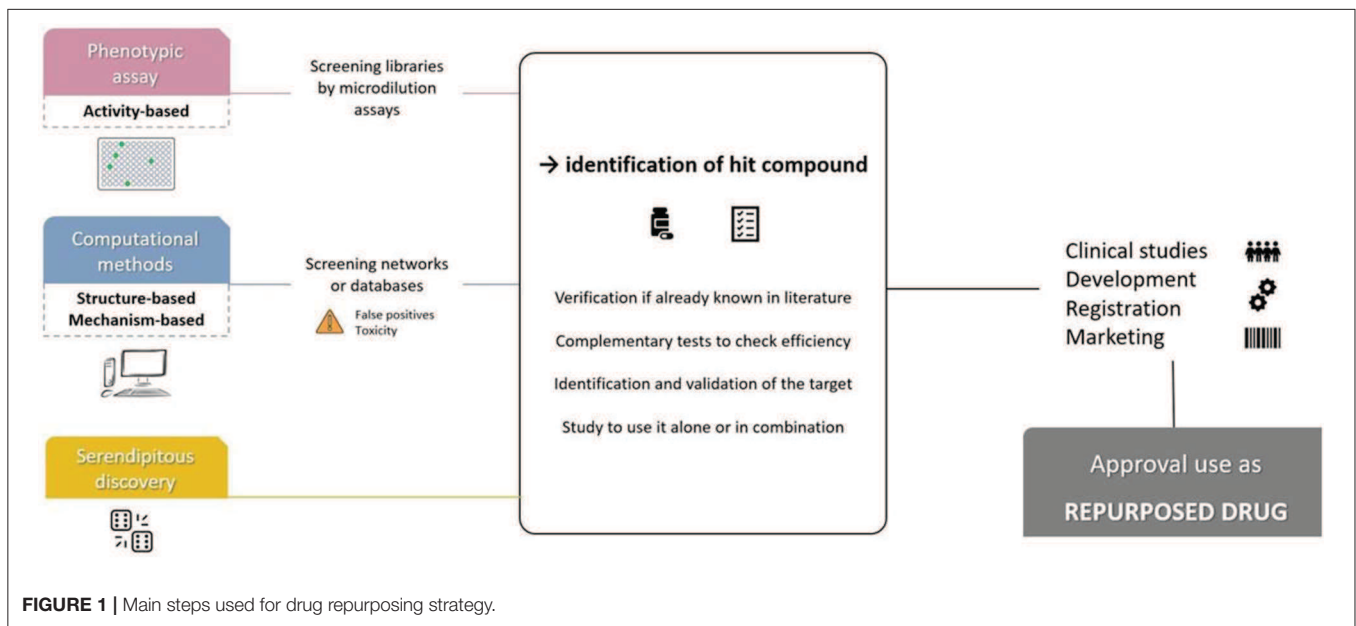 Phenotypic
assay
Activity-based
Screening libraries
by microdilution
assays
Computational
methods
Structure-based
Mechanism-based
Screening networks
or databases
False positives
Toxicity
Serendipitous
discovery
→ identification of hit compound
Verification if already known in literature
Complementary tests to check efficiency
Identification and validation of the target
Study to use it alone or in combination
Clinical studies
Development
Registration
Marketing
Approval use as
REPURPOSED DRUG
FIGURE 1 | Main steps used for drug repurposing strategy.